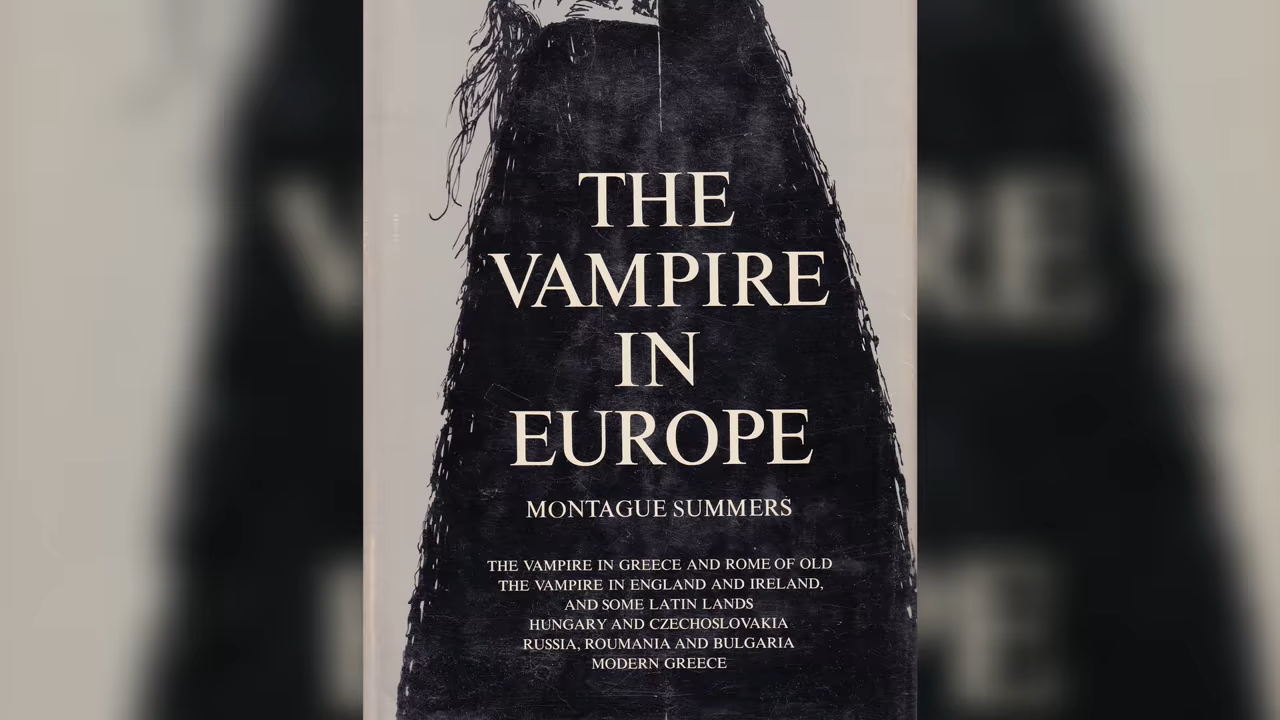 THE
VAMPIRE
IN
EUROPE
MONTAGUE SUMMERS
THE VAMPIRE IN GREECE AND ROME OF OLD
THE VAMPIRE IN ENGLAND AND IRELAND,
AND SOME LATIN LANDS
HUNGARY AND CZECHOSLOVAKIA
RUSSIA, ROUMANIA AND BULGARIA
MODERN GREECE